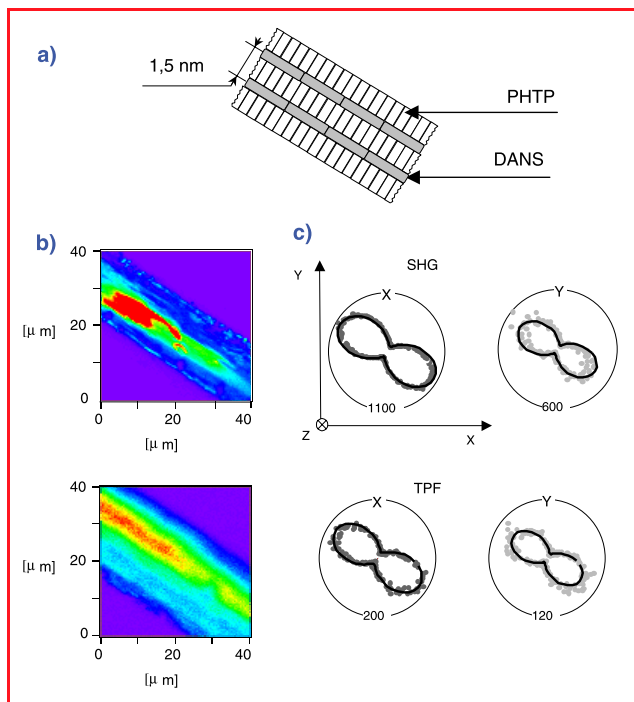 a)
1,5 nm
PHTP
DANS
b)
40
20
0
[μ m]
0 20 40
[μ m]
c)
Y
SHG
X
1100
Y
600
Z
X
40
20
0
[μ m]
0 20 40
[μ m]
TPF
X
200
Y
120